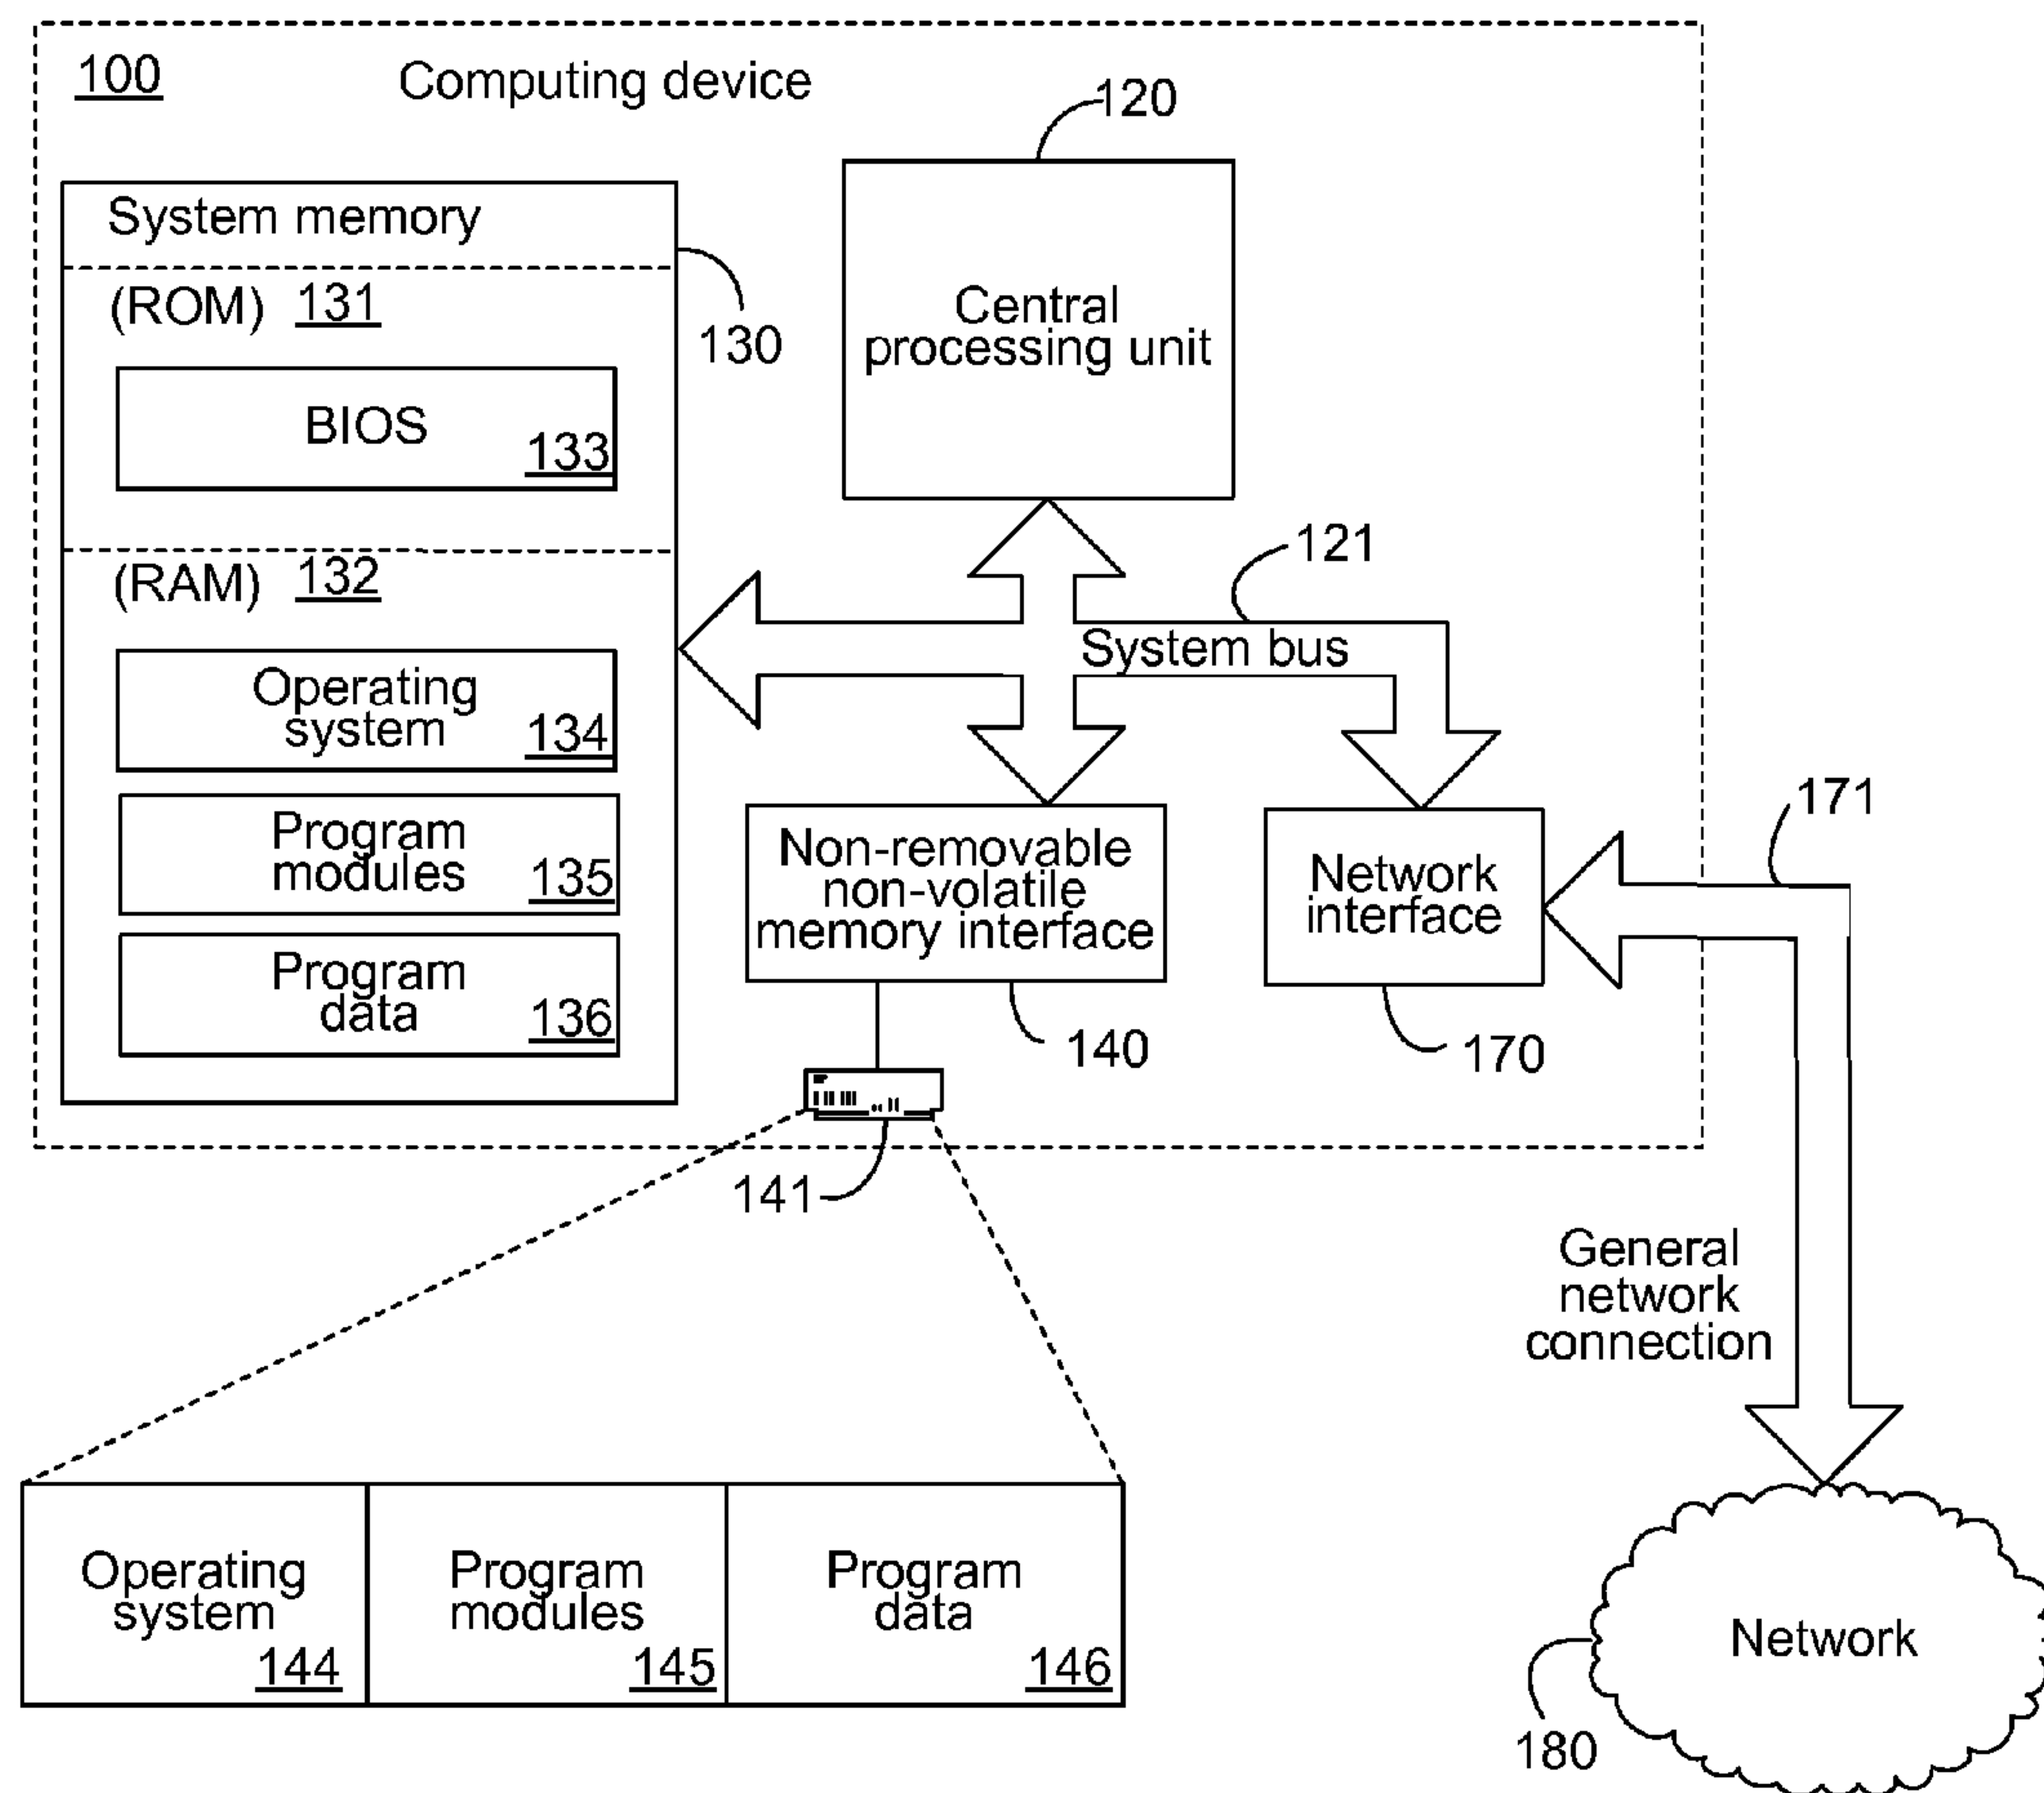 100 Computing device
120
System memory
(ROM) 131
130
BIOS 133
Central
processing unit
(RAM) 132
121
System bus
Operating
system 134
Program
modules 135
Program
data 136
Non-removable
non-volatile
memory interface
Network
interface
171
140
170
141
General
network
connection
Operating
system
144
Program
modules
145
Program
data
146
Network
180